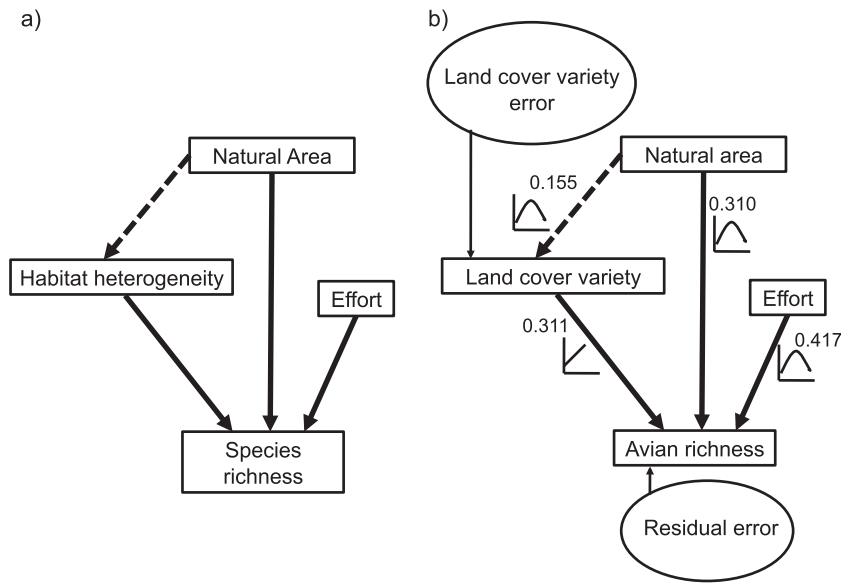 a)
Natural Area
Habitat heterogeneity
Effort
Species
richness
b)
Land cover variety
error
Natural area
0.155
0.310
Land cover variety
Effort
0.311
0.417
Avian richness
Residual error